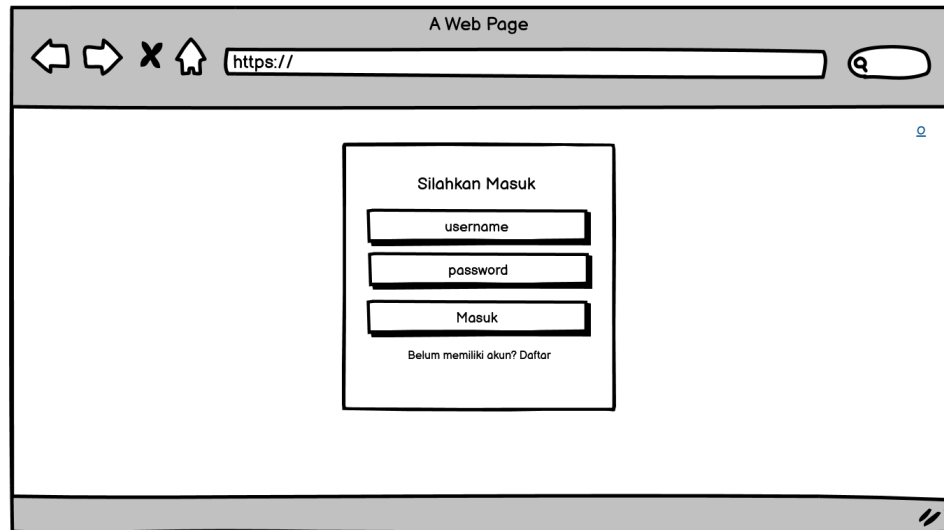 A Web Page
https://
o
Silahkan Masuk
username
password
Masuk
Belum memiliki akun? Daftar